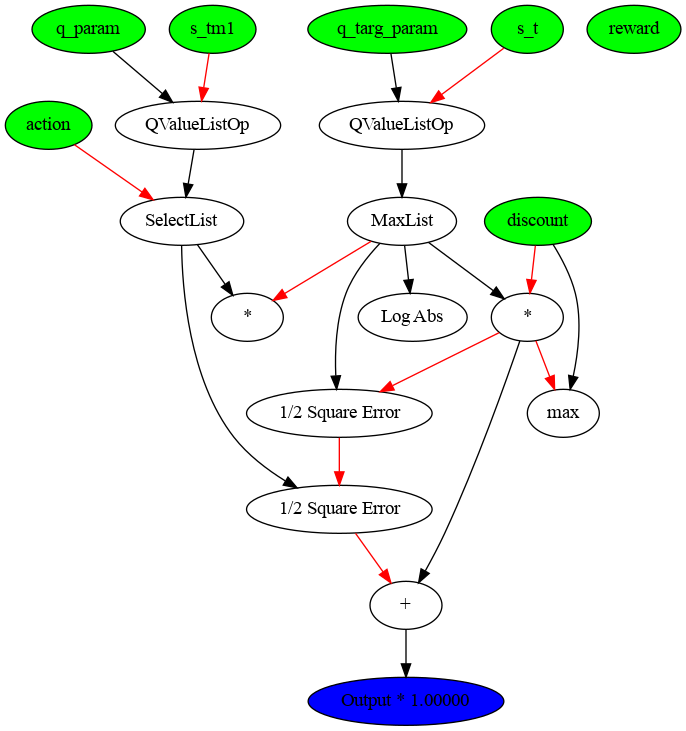 q_param
s_tm1
q_targ_param
s_t
reward
action
QValueListOp
QValueListOp
SelectList
MaxList
discount
*
Log Abs
*
1/2 Square Error
max
1/2 Square Error
+
Output * 1.00000